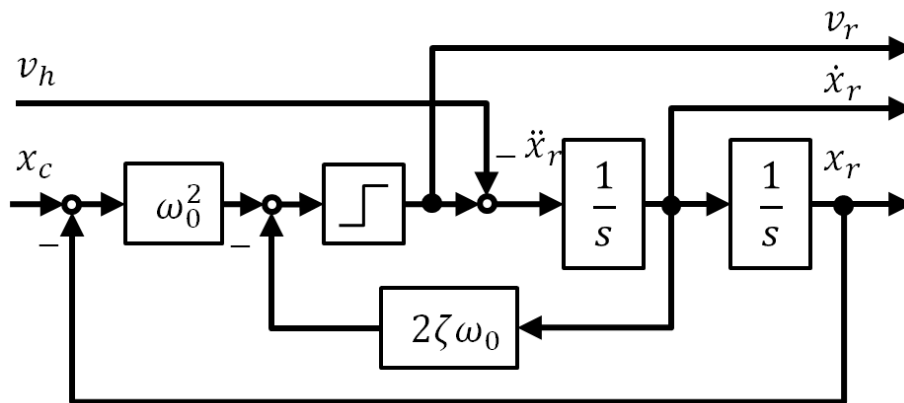 v_r
v_h
ẋ_r
x_c
− ẍ_r
x_r
ω_0^2
1/s
1/s
−
−
2ζω_0